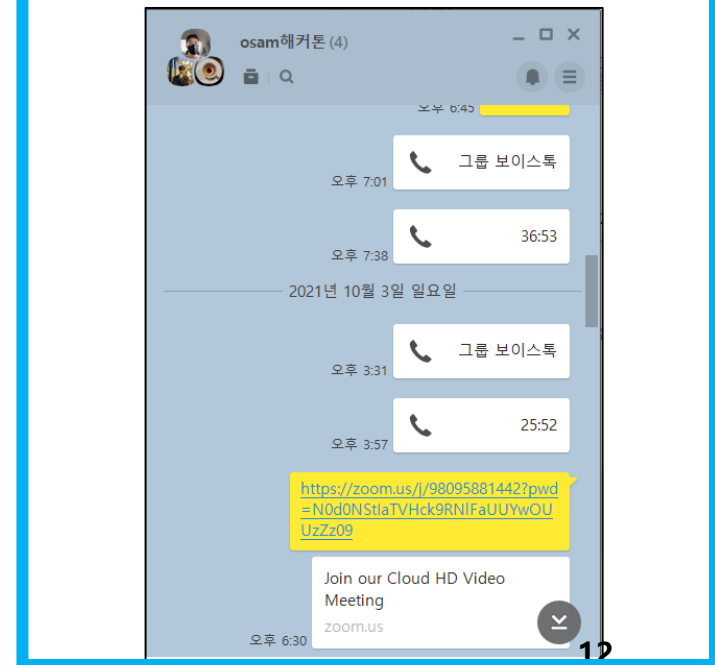 osam해커톤 (4)
오후 6:45
그룹 보이스톡
오후 7:01
36:53
오후 7:38
2021년 10월 3일 일요일
그룹 보이스톡
오후 3:31
25:52
오후 3:57
https://zoom.us/j/98095881442?pwd
=N0d0NStIaTVHck9RNlFaUUYwOU
UzZz09
Join our Cloud HD Video
Meeting
zoom.us
오후 6:30
12